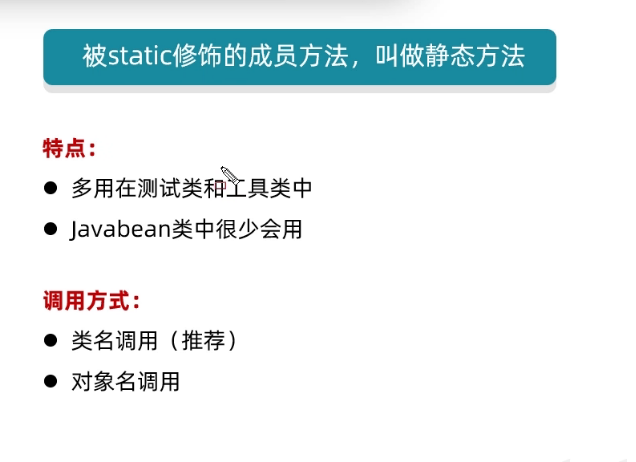 被static修饰的成员方法，叫做静态方法
特点：
● 多用在测试类和工具类中
● Javabean类中很少会用
调用方式：
● 类名调用（推荐）
● 对象名调用